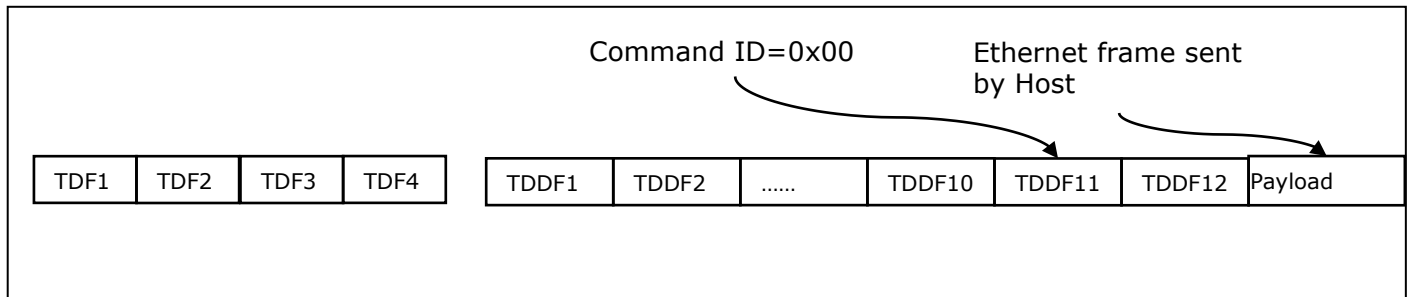 Command ID=0x00
Ethernet frame sent
by Host
TDF1 TDF2 TDF3 TDF4 TDDF1 TDDF2 ...... TDDF10 TDDF11 TDDF12 Payload